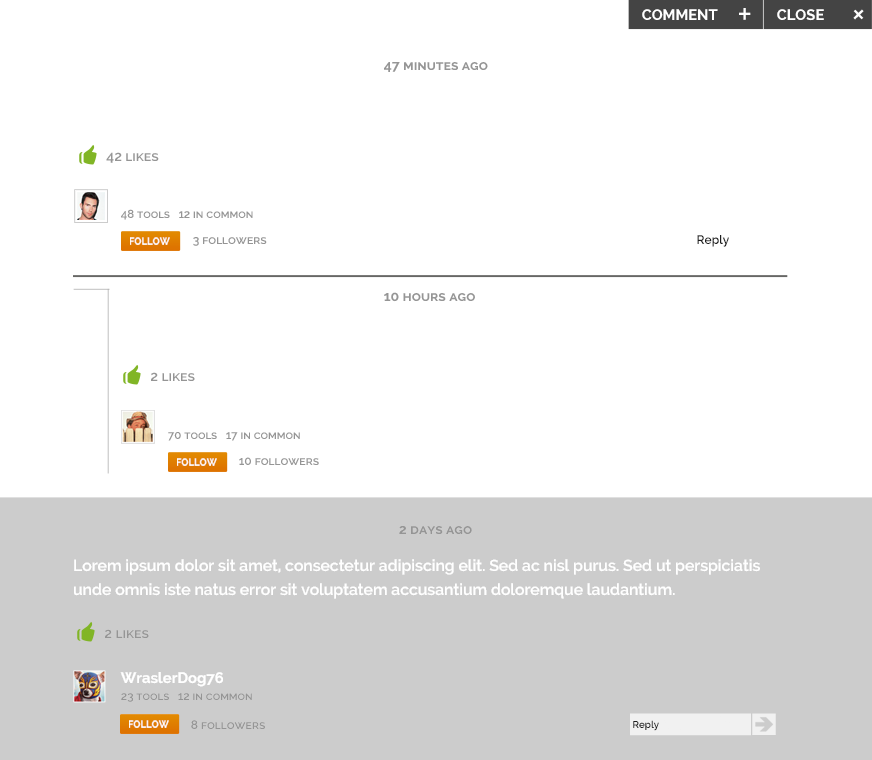 COMMENT + CLOSE ×
47 MINUTES AGO
42 LIKES
48 TOOLS 12 IN COMMON
FOLLOW 3 FOLLOWERS Reply
10 HOURS AGO
2 LIKES
70 TOOLS 17 IN COMMON
FOLLOW 10 FOLLOWERS
2 DAYS AGO
Lorem ipsum dolor sit amet, consectetur adipiscing elit. Sed ac nisl purus. Sed ut perspiciatis
unde omnis iste natus error sit voluptatem accusantium doloremque laudantium.
2 LIKES
WraslerDog76
23 TOOLS 12 IN COMMON
FOLLOW 8 FOLLOWERS Reply